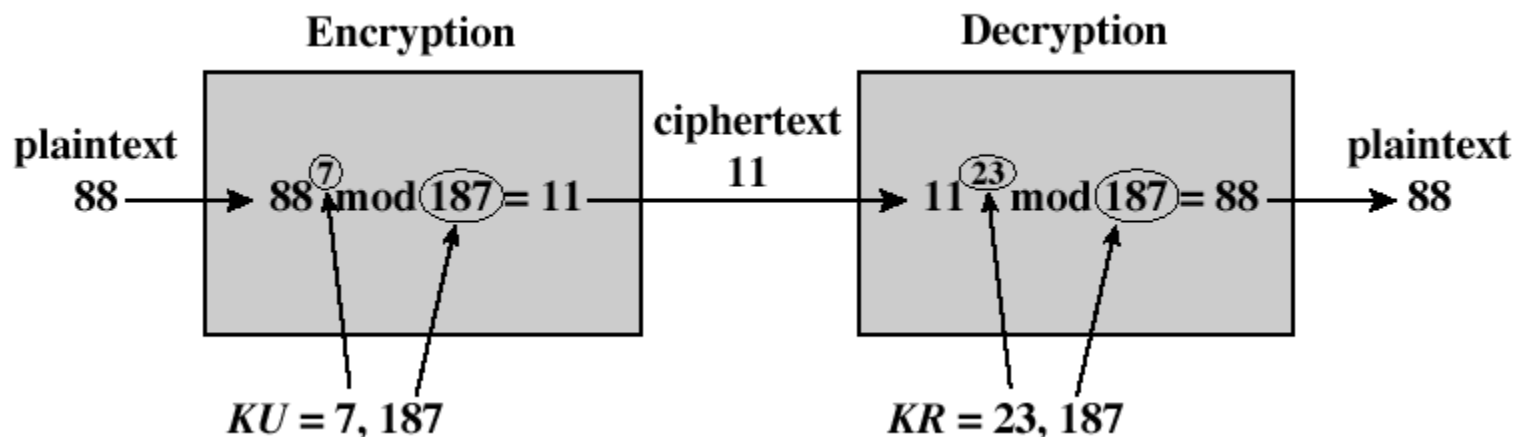 Encryption
Decryption
plaintext
88
88^7 mod 187 = 11
ciphertext
11
11^23 mod 187 = 88
plaintext
88
KU = 7, 187
KR = 23, 187